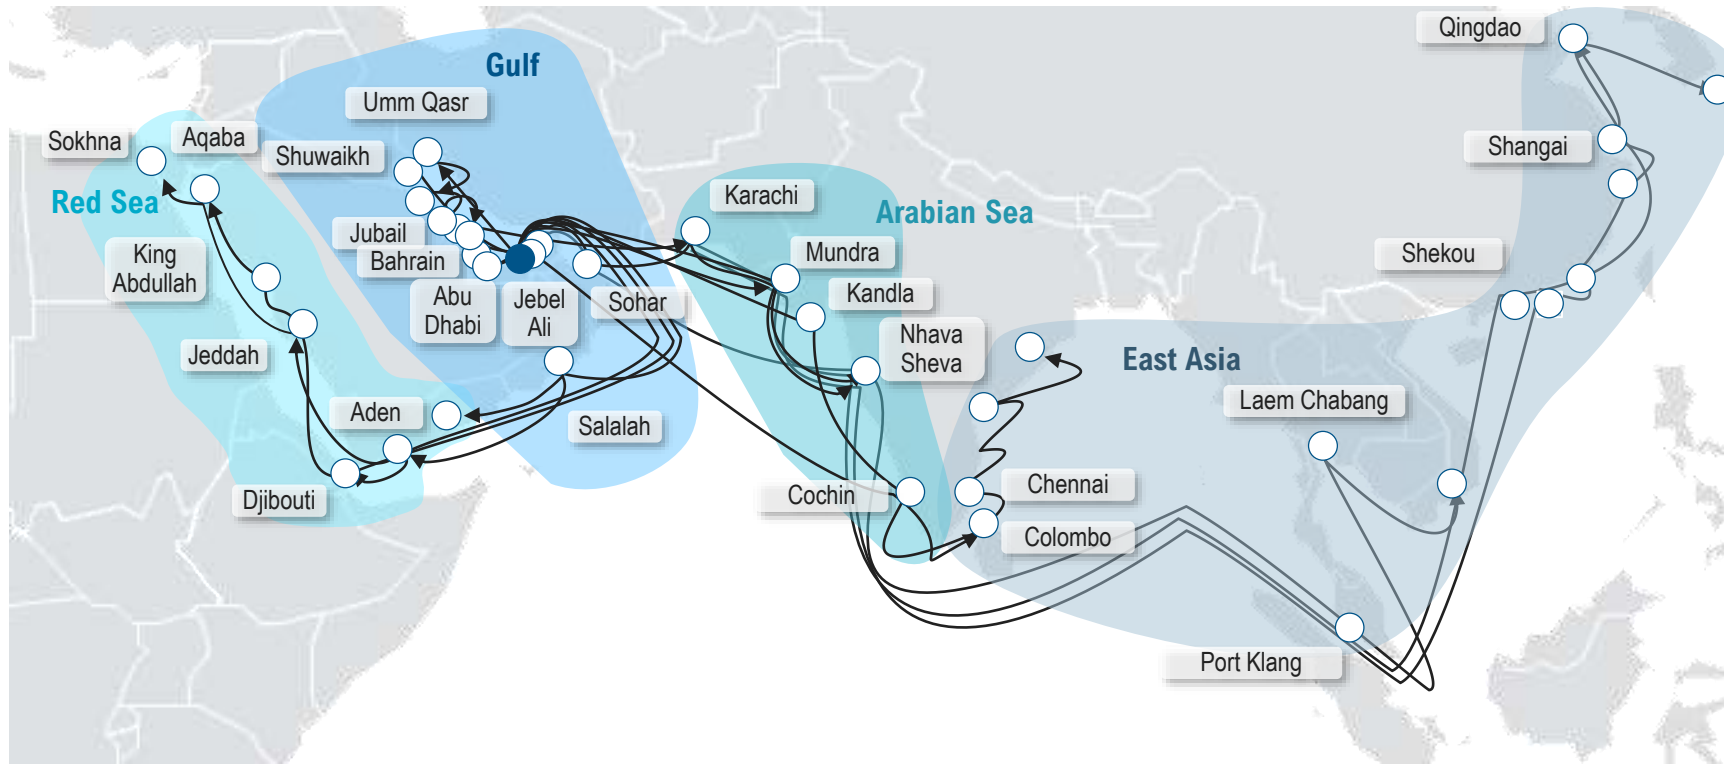 Qingdao
Gulf
Umm Qasr
Sokhna
Aqaba
Shuwaikh
Shangai
Red Sea
Karachi
Arabian Sea
Jubail
Bahrain
King
Abdullah
Mundra
Shekou
Kandla
Abu
Dhabi
Jebel
Ali
Sohar
Nhava
Sheva
Jeddah
East Asia
Aden
Salalah
Laem Chabang
Djibouti
Cochin
Chennai
Colombo
Port Klang